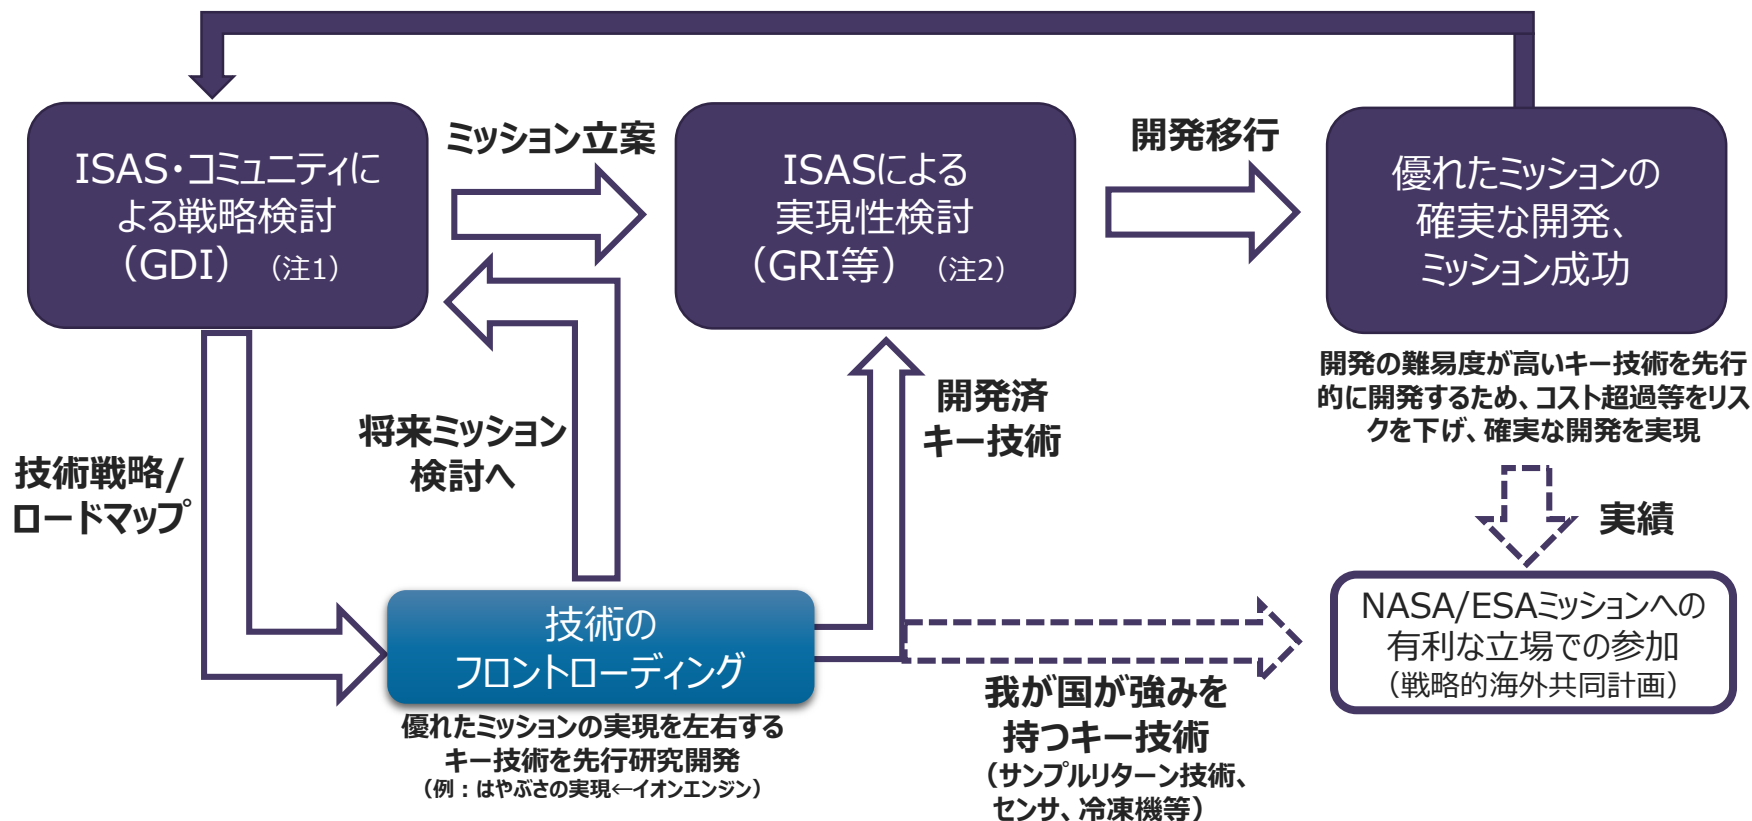 ISAS・コミュニティに
よる戦略検討
（GDI）（注1）
ミッション立案
ISASによる
実現性検討
（GRI等）（注2）
開発移行
優れたミッションの
確実な開発、
ミッション成功
開発の難易度が高いキー技術を先行
的に開発するため、コスト超過等をリス
クを下げ、確実な開発を実現
技術戦略/
ロードマップ
将来ミッション
検討へ
開発済
キー技術
実績
技術の
フロントローディング
優れたミッションの実現を左右する
キー技術を先行研究開発
（例：はやぶさの実現←イオンエンジン）
我が国が強みを
持つキー技術
（サンプルリターン技術、
センサ、冷凍機等）
NASA/ESAミッションへの
有利な立場での参加
（戦略的海外共同計画）